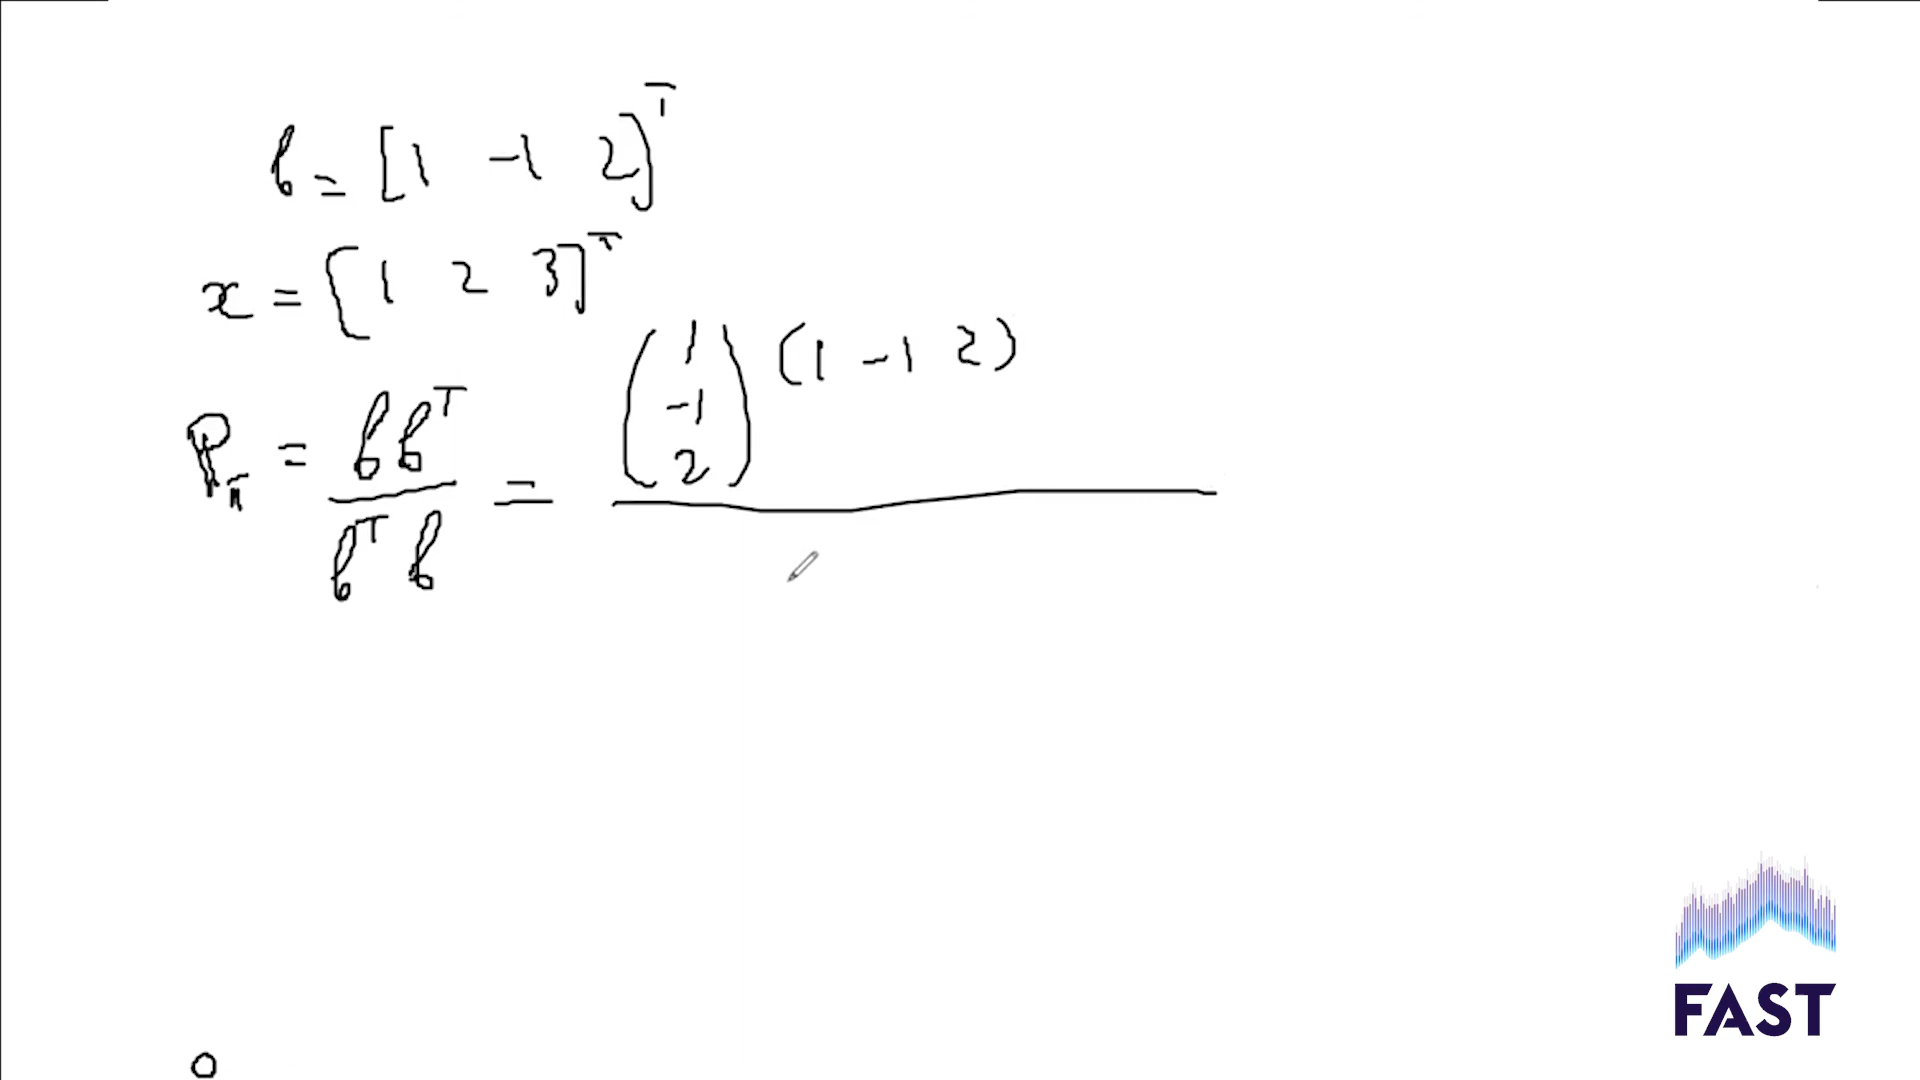 b = [1 -1 2]^T
x = [1 2 3]^T
P_π = bb^T / b^T b = (1 -1 2) (1 -1 2)
FAST